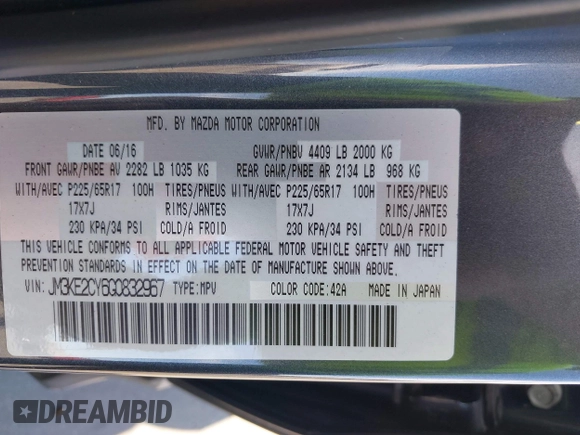 MFD. BY MAZDA MOTOR CORPORATION
DATE 06/16 GVWR/PNBV 4409 LB 2000 KG
FRONT GAWR/PNBE AV 2282 LB 1035 KG REAR GAWR/PNBE AR 2134 LB 968 KG
WITH/AVEC P225/65R17 100H TIRES/PNEUS WITH/AVEC P225/65R17 100H TIRES/PNEUS
17X7J RIMS/JANTES 17X7J RIMS/JANTES
230 KPA/34 PSI COLD/A FROID 230 KPA/34 PSI COLD/A FROID
THIS VEHICLE CONFORMS TO ALL APPLICABLE FEDERAL MOTOR VEHICLE SAFETY AND THEFT
PREVENTION STANDARDS IN EFFECT ON THE DATE OF MANUFACTURE SHOWN ABOVE.
VIN: JM3KE2CY6G0832967 TYPE:MPV COLOR CODE:42A MADE IN JAPAN
DREAMBID